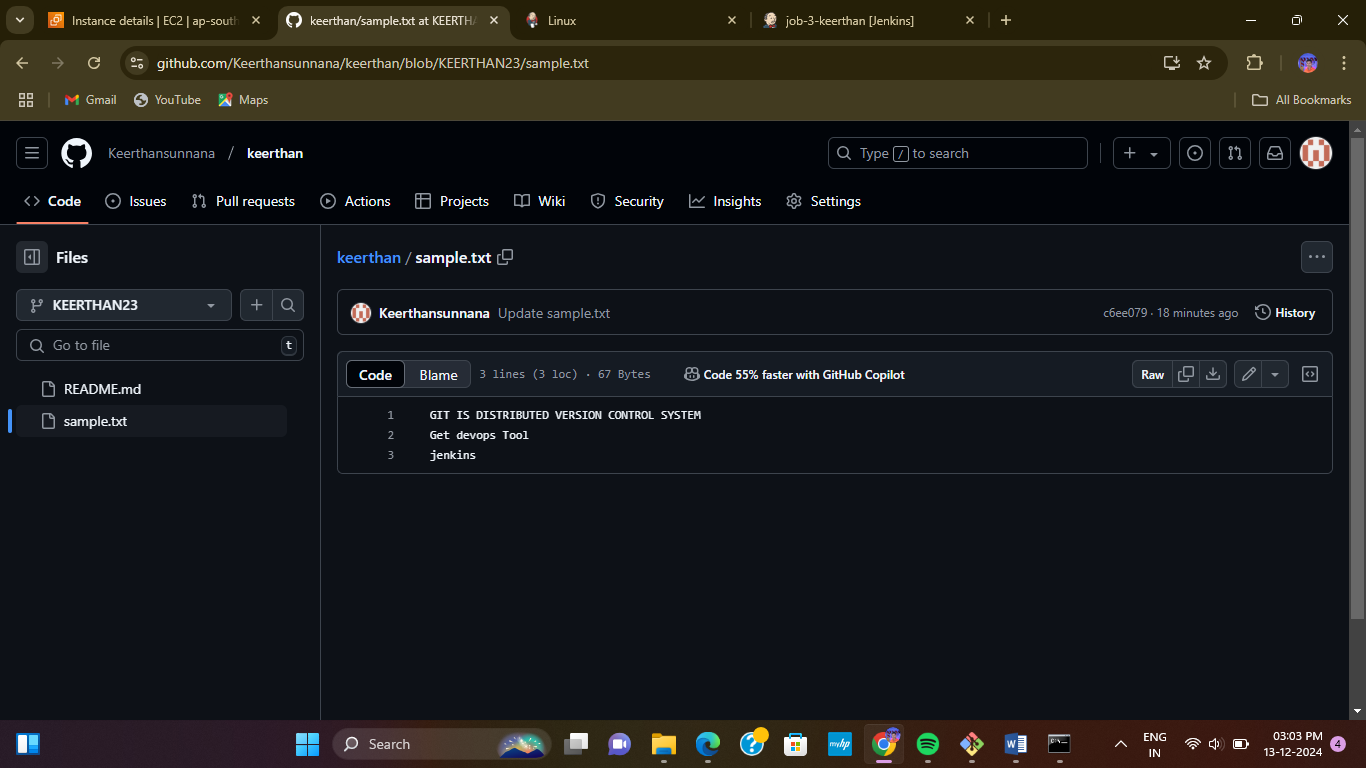 Instance details | EC2 | ap-south
keerthan/sample.txt at KEERTHA
Linux
job-3-keerthan [Jenkins]
github.com/Keerthansunnana/keerthan/blob/KEERTHAN23/sample.txt
Gmail
YouTube
Maps
All Bookmarks
Keerthansunnana / keerthan
Type / to search
Code
Issues
Pull requests
Actions
Projects
Wiki
Security
Insights
Settings
Files
keerthan / sample.txt
KEERTHAN23
Keerthansunnana Update sample.txt
c6ee079 · 18 minutes ago
History
Go to file
t
README.md
sample.txt
Code
Blame
3 lines (3 loc) · 67 Bytes
Code 55% faster with GitHub Copilot
Raw
1 GIT IS DISTRIBUTED VERSION CONTROL SYSTEM
2 Get devops Tool
3 jenkins
Search
myhp
ENG
IN
03:03 PM
13-12-2024
4